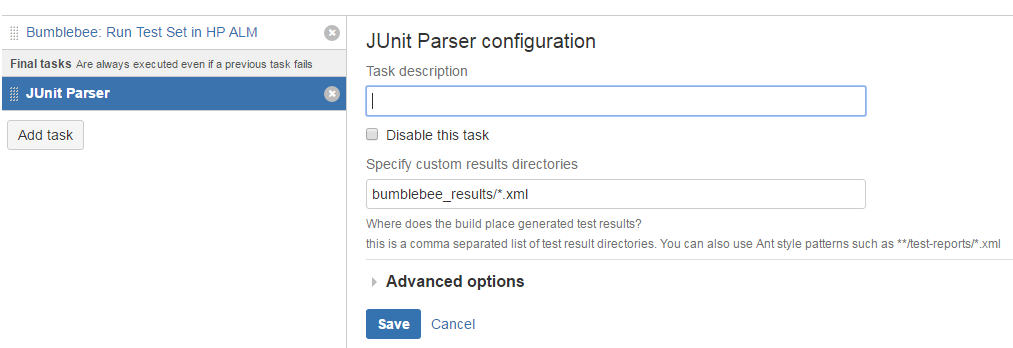 Bumblebee: Run Test Set in HP ALM
Final tasks Are always executed even if a previous task fails
JUnit Parser
Add task
JUnit Parser configuration
Task description
Disable this task
Specify custom results directories
bumblebee_results/*.xml
Where does the build place generated test results?
this is a comma separated list of test result directories. You can also use Ant style patterns such as **/test-reports/*.xml
Advanced options
Save Cancel